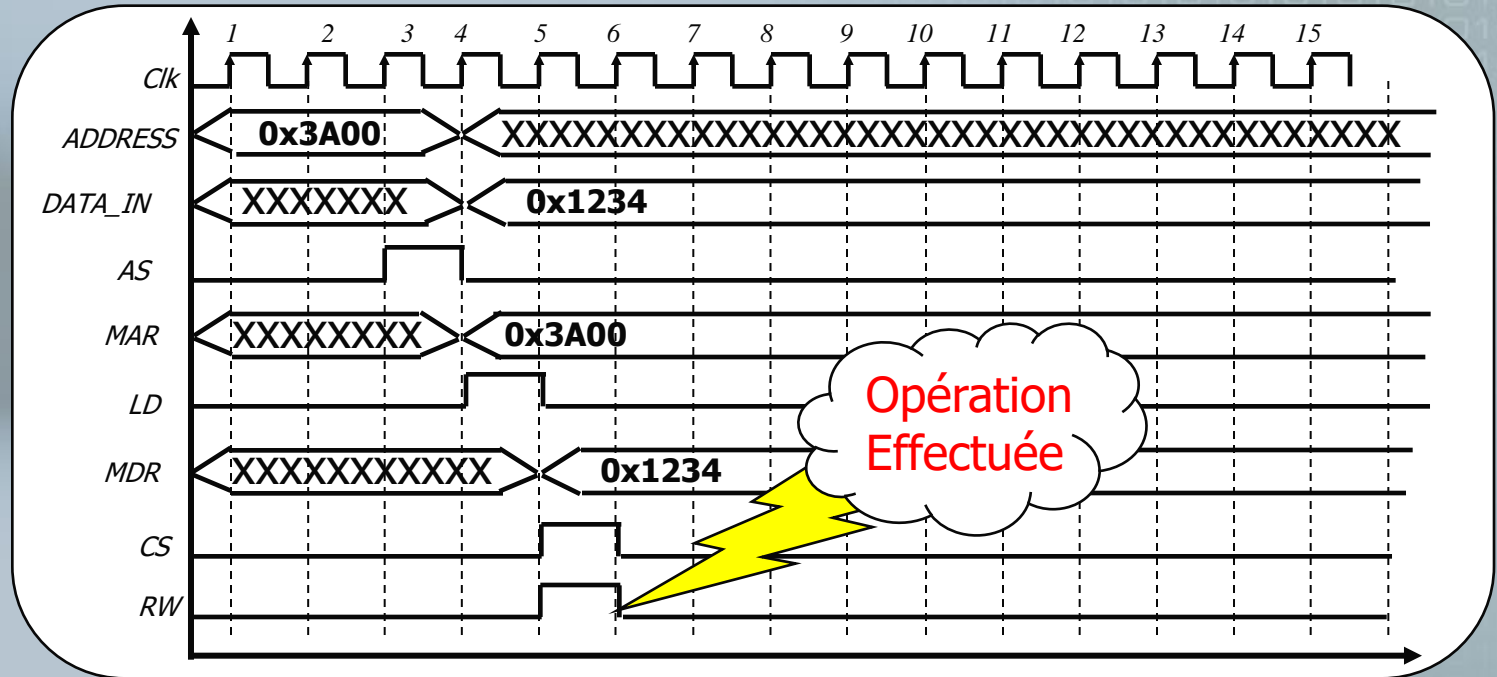 1 2 3 4 5 6 7 8 9 10 11 12 13 14 15
Clk
ADDRESS 0x3A00 XXXXXXXXXXXXXXXXXXXXXXXXXXXXXXXXXXXXXX
DATA_IN XXXXXXX 0x1234
AS
MAR XXXXXXXX 0x3A00
LD
Opération
Effectuée
MDR XXXXXXXXXXX 0x1234
CS
RW